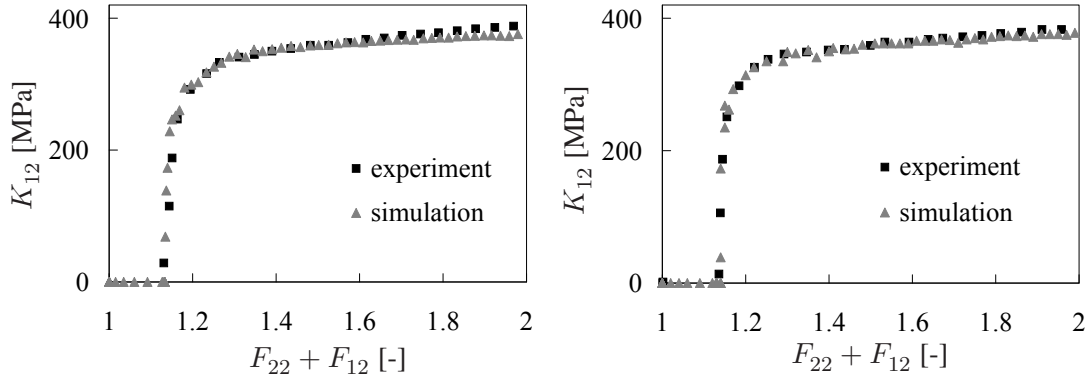 400
200
0
K12 [MPa]
experiment
simulation
1
1.2
1.4
1.6
1.8
2
F22 + F12 [-]
400
200
0
K12 [MPa]
experiment
simulation
1
1.2
1.4
1.6
1.8
2
F22 + F12 [-]